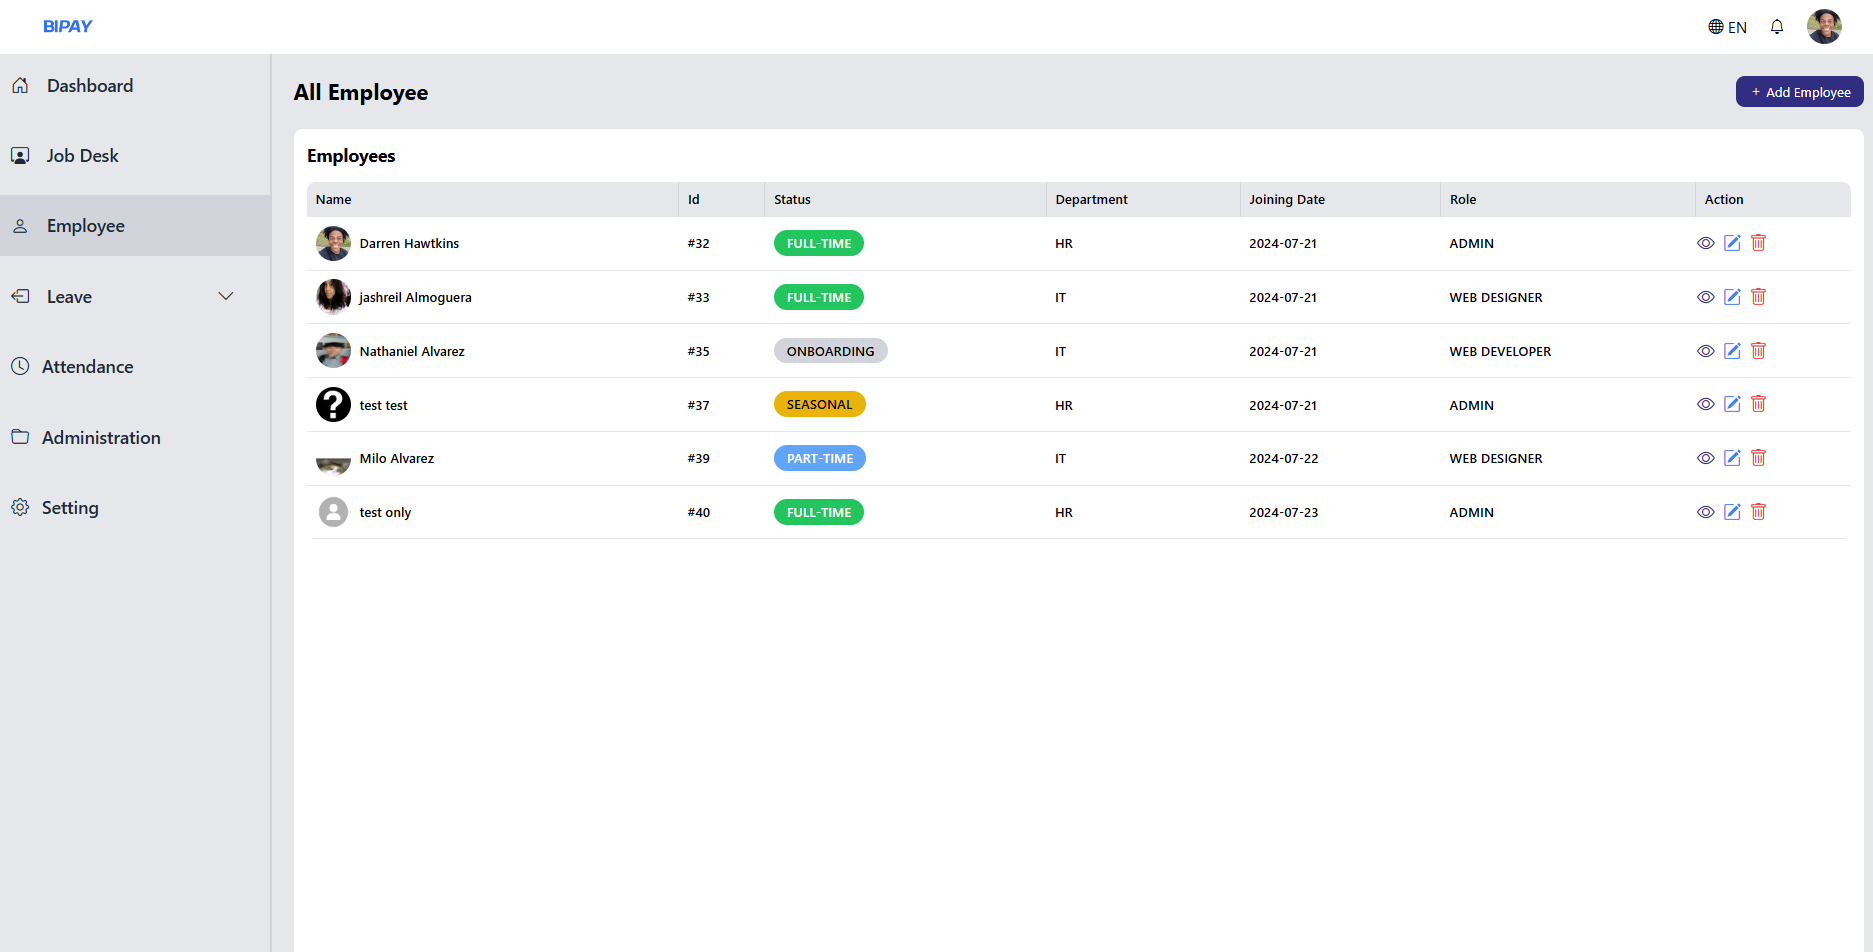 BIPAY
EN
Dashboard
Job Desk
Employee
Leave
Attendance
Administration
Setting
All Employee
+ Add Employee
Employees
Name Id Status Department Joining Date Role Action
Darren Hawtkins #32 FULL-TIME HR 2024-07-21 ADMIN
jashreil Almoguera #33 FULL-TIME IT 2024-07-21 WEB DESIGNER
Nathaniel Alvarez #35 ONBOARDING IT 2024-07-21 WEB DEVELOPER
? test test #37 SEASONAL HR 2024-07-21 ADMIN
Milo Alvarez #39 PART-TIME IT 2024-07-22 WEB DESIGNER
test only #40 FULL-TIME HR 2024-07-23 ADMIN